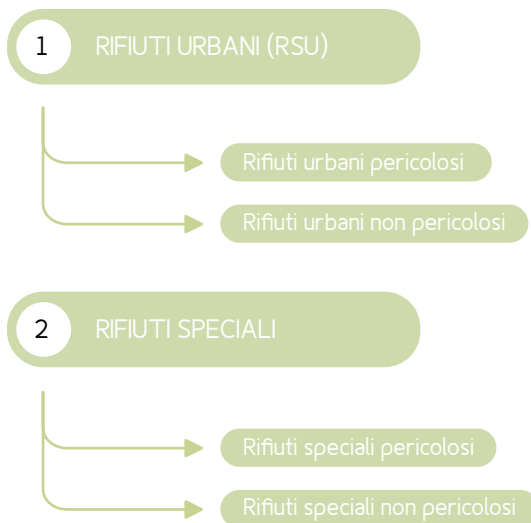 1 RIFIUTI URBANI (RSU)
Rifiuti urbani pericolosi
Rifiuti urbani non pericolosi
2 RIFIUTI SPECIALI
Rifiuti speciali pericolosi
Rifiuti speciali non pericolosi